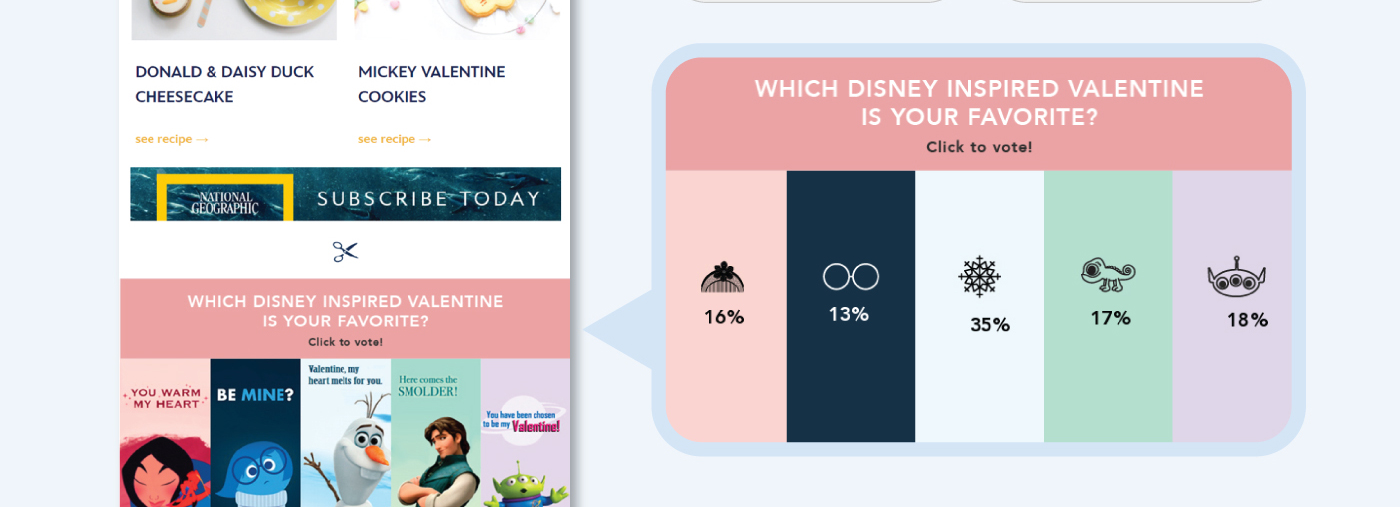 DONALD & DAISY DUCK
CHEESECAKE
see recipe →
MICKEY VALENTINE
COOKIES
see recipe →
NATIONAL
GEOGRAPHIC
SUBSCRIBE TODAY
WHICH DISNEY INSPIRED VALENTINE
IS YOUR FAVORITE?
Click to vote!
YOU WARM
MY HEART
BE MINE?
Valentine, my
heart melts for you.
Here comes the
SMOLDER!
You have been chosen
to be my Valentine!
WHICH DISNEY INSPIRED VALENTINE
IS YOUR FAVORITE?
Click to vote!
16%
13%
35%
17%
18%